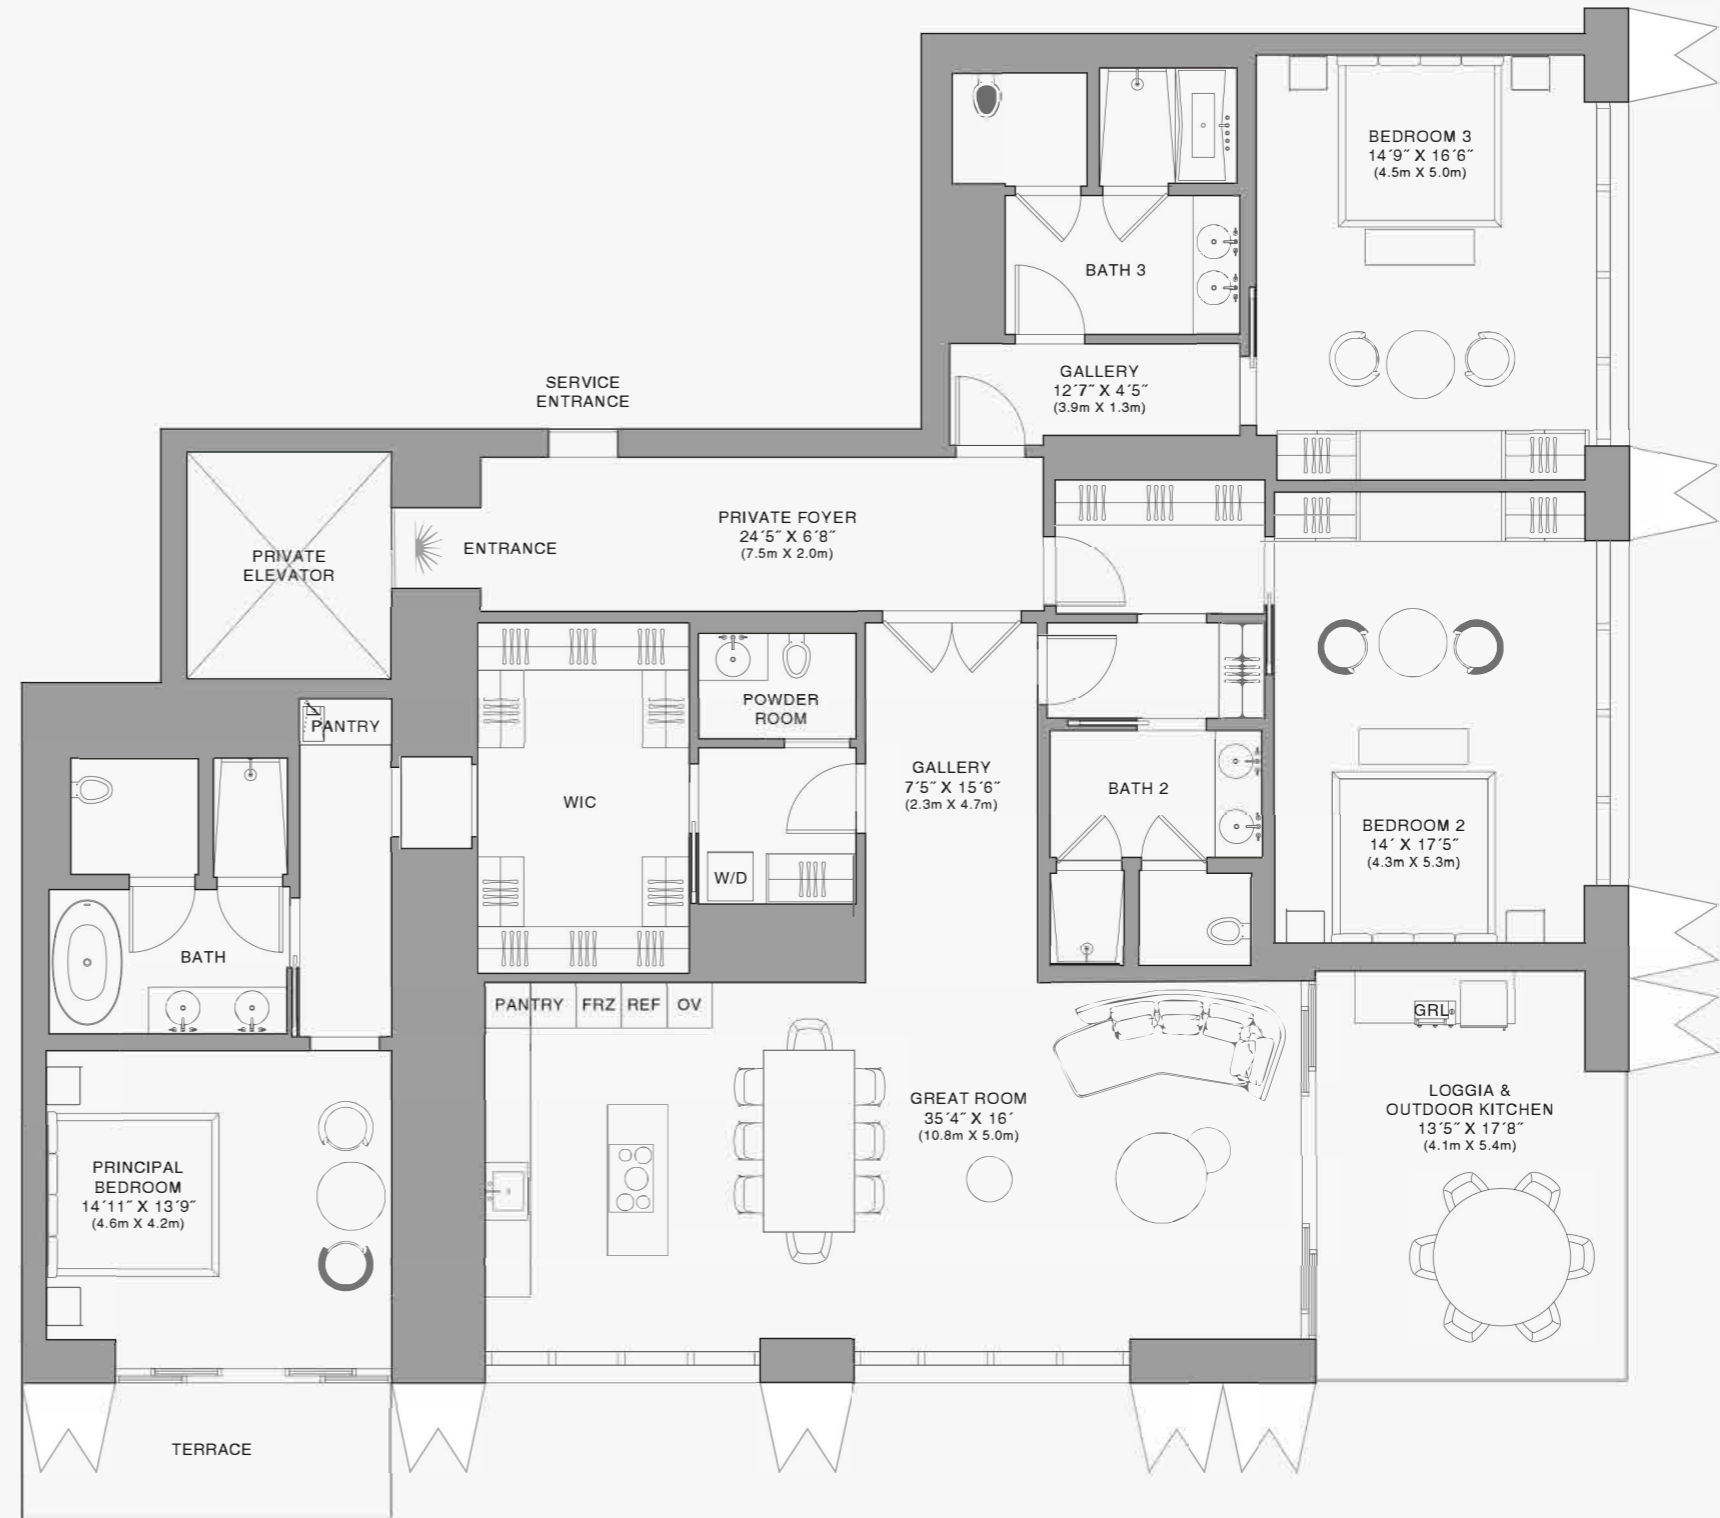 BEDROOM 3
14´9˝ X 16´6˝
(4.5m X 5.0m)
BATH 3
GALLERY
12´7˝ X 4´5˝
(3.9m X 1.3m)
SERVICE
ENTRANCE
PRIVATE FOYER
24´5˝ X 6´8˝
(7.5m X 2.0m)
ENTRANCE
PRIVATE
ELEVATOR
POWDER
ROOM
PANTRY
WIC
GALLERY
7´5˝ X 15´6˝
(2.3m X 4.7m)
BATH 2
BEDROOM 2
14´ X 17´5˝
(4.3m X 5.3m)
W/D
BATH
PANTRY
FRZ
REF
OV
GRL
GREAT ROOM
35´4˝ X 16´
(10.8m X 5.0m)
LOGGIA &
OUTDOOR KITCHEN
13´5˝ X 17´8˝
(4.1m X 5.4m)
PRINCIPAL
BEDROOM
14´11˝ X 13´9˝
(4.6m X 4.2m)
TERRACE